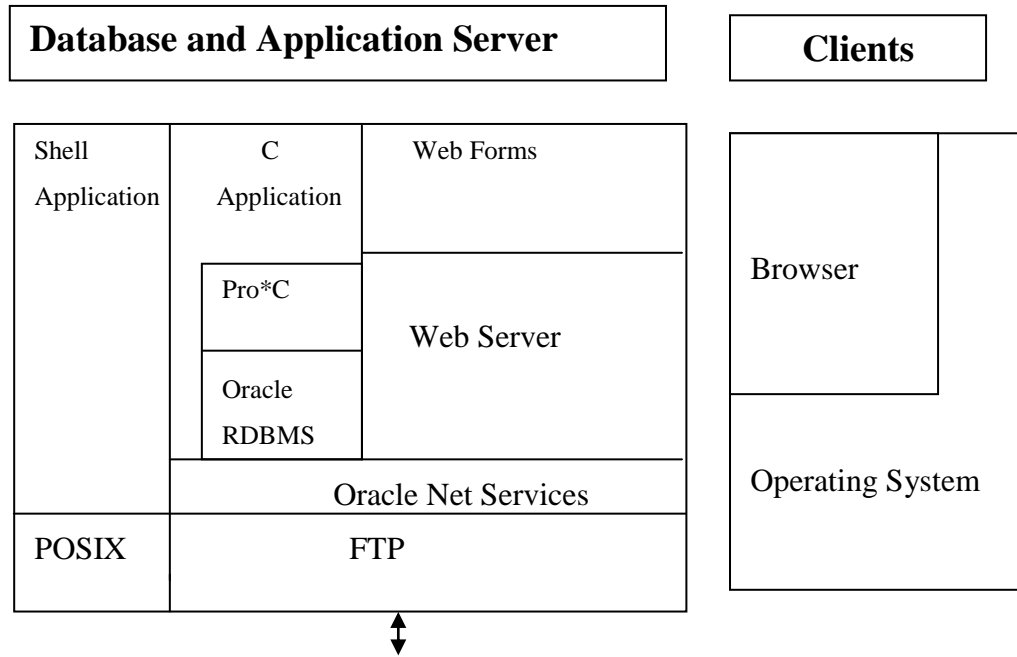 Database and Application Server
Clients
Shell
Application
C
Application
Web Forms
Pro*C
Web Server
Oracle
RDBMS
Oracle Net Services
POSIX
FTP
Browser
Operating System